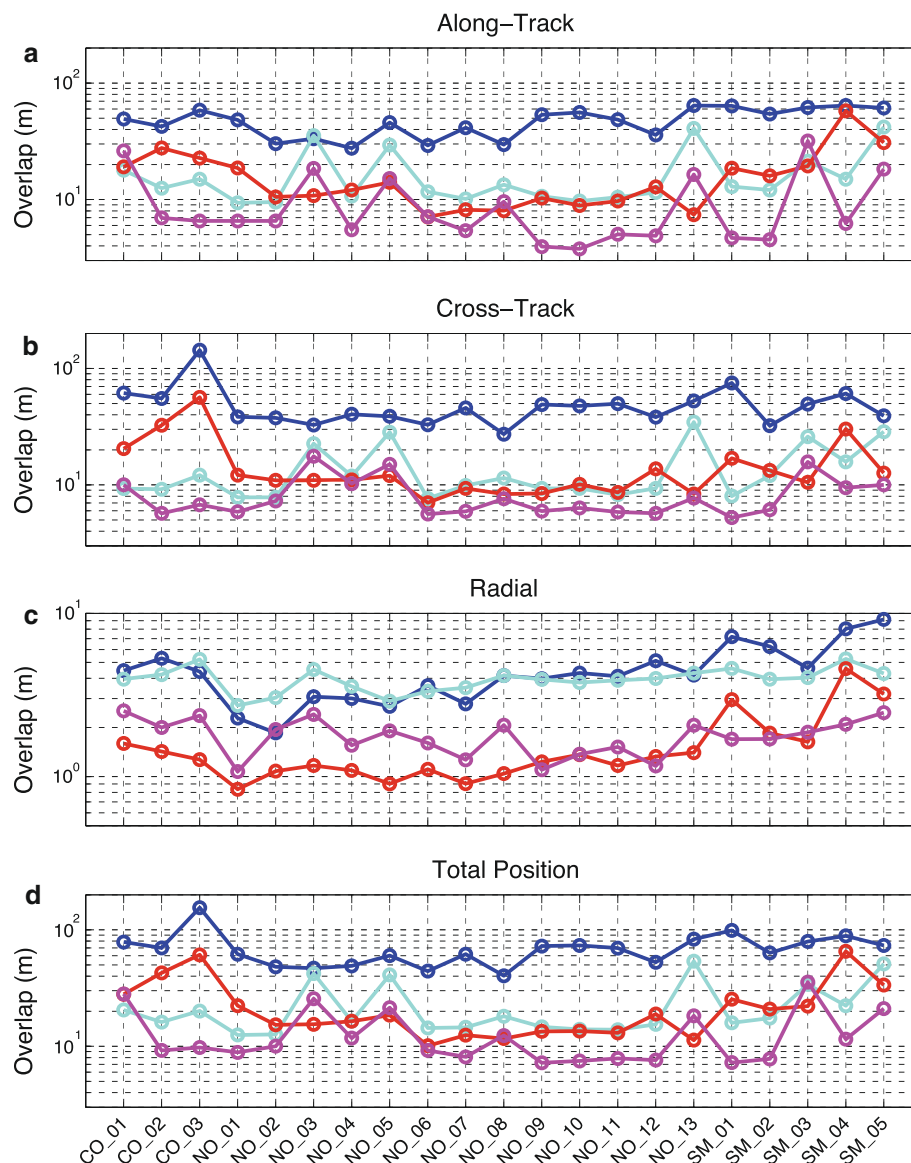 Along–Track
a
10²
10¹
Overlap (m)
Cross–Track
b
10²
10¹
Overlap (m)
Radial
c
10¹
10⁰
Overlap (m)
Total Position
d
10²
10¹
Overlap (m)
CO_01
CO_02
CO_03
NO_01
NO_02
NO_03
NO_04
NO_05
NO_06
NO_07
NO_08
NO_09
NO_10
NO_11
NO_12
NO_13
SM_01
SM_02
SM_03
SM_04
SM_05